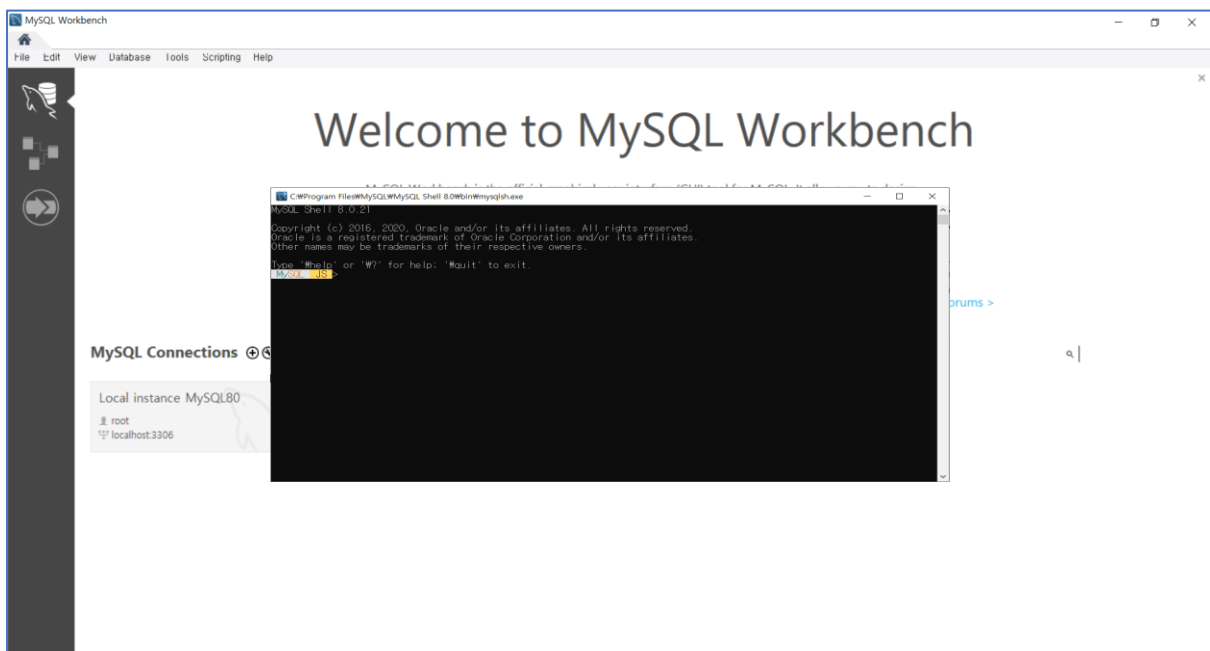 MySQL Workbench
File Edit View Database Tools Scripting Help
Welcome to MySQL Workbench
C:₩Program Files₩MySQL₩MySQL Shell 8.0₩bin₩mysqlsh.exe
MySQL Shell 8.0.21
Copyright (c) 2016, 2020, Oracle and/or its affiliates. All rights reserved.
Oracle is a registered trademark of Oracle Corporation and/or its affiliates.
Other names may be trademarks of their respective owners.
Type '₩help' or '₩?' for help; '₩quit' to exit.
MySQL JS >
orums >
MySQL Connections
Local instance MySQL80
root
localhost:3306